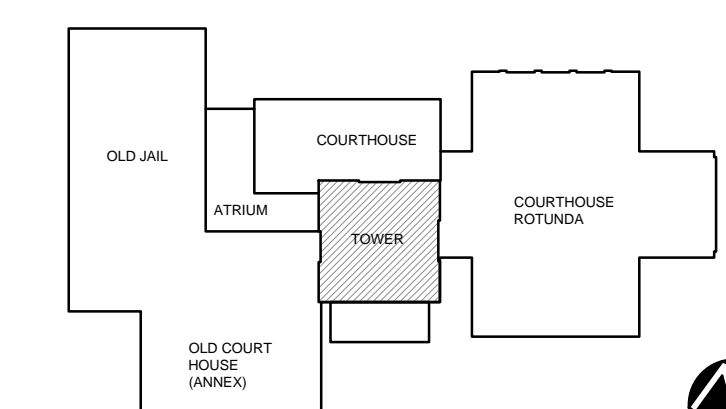 COURTHOUSE
OLD JAIL
COURTHOUSE
ROTUNDA
ATRIUM
TOWER
OLD COURT
HOUSE
(ANNEX)